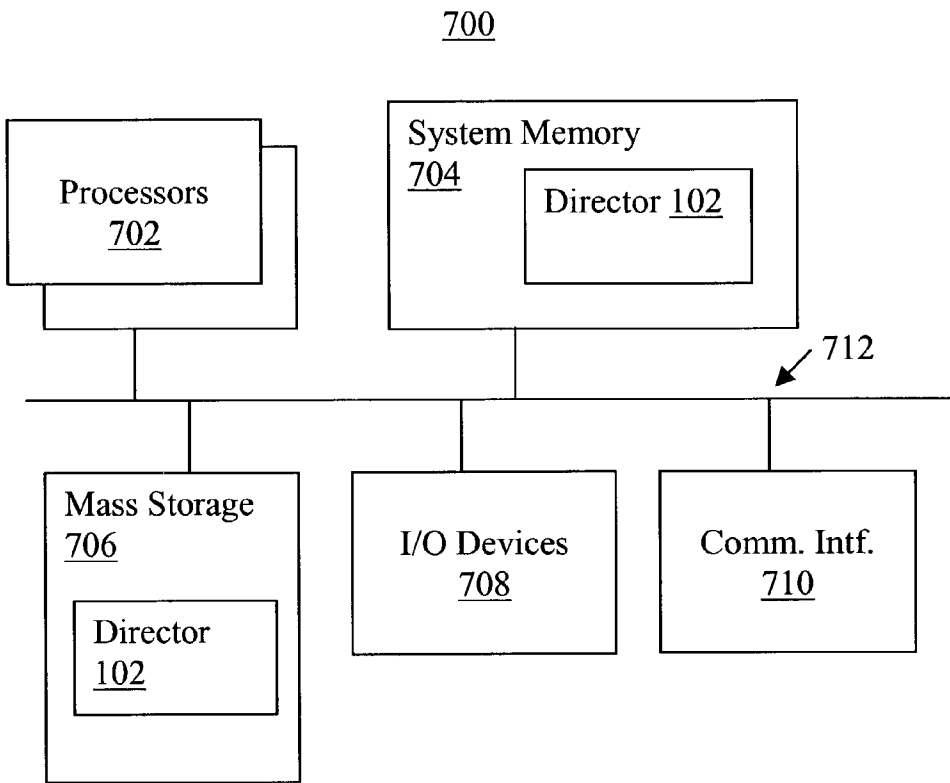 700
Processors
702
System Memory
704
Director 102
712
Mass Storage
706
Director
102
I/O Devices
708
Comm. Intf.
710